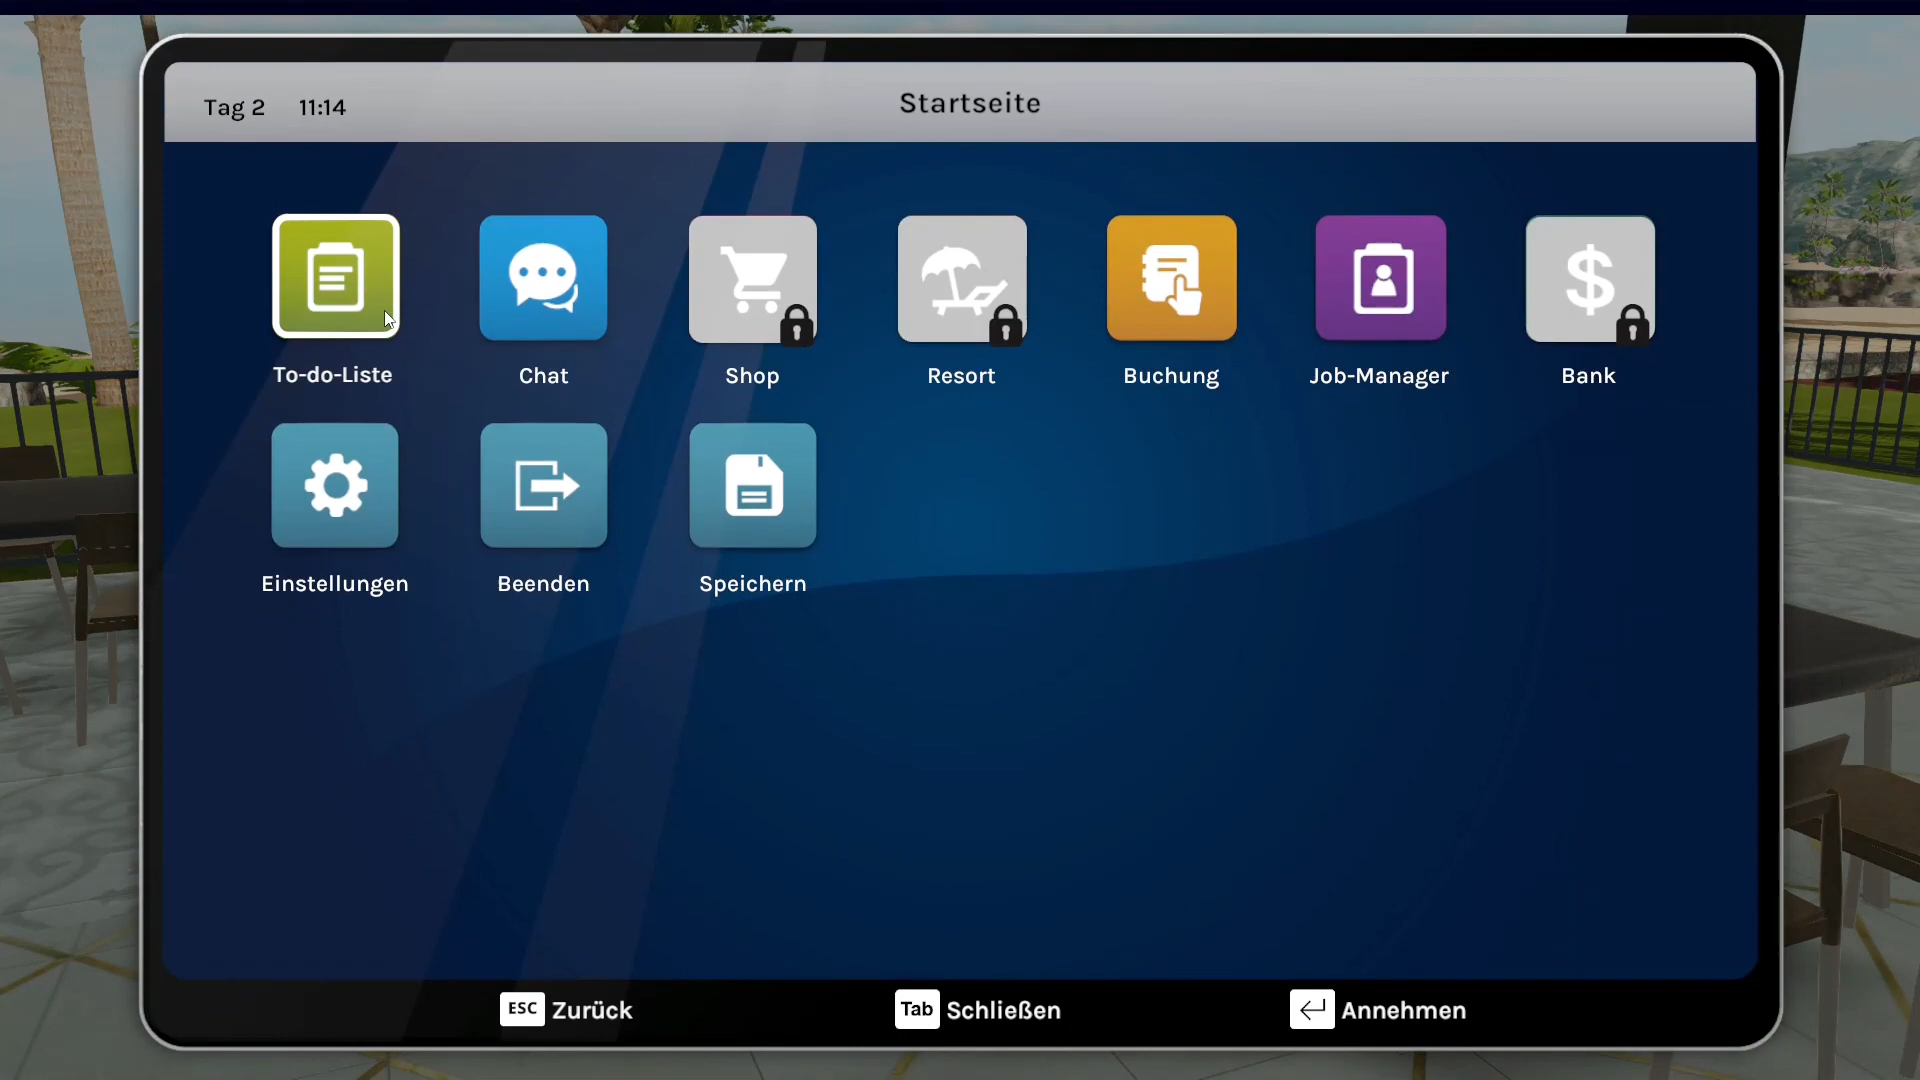 Tag 2 11:14
Startseite
To-do-Liste
Chat
Shop
Resort
Buchung
Job-Manager
Bank
Einstellungen
Beenden
Speichern
ESC Zurück
Tab Schließen
Annehmen